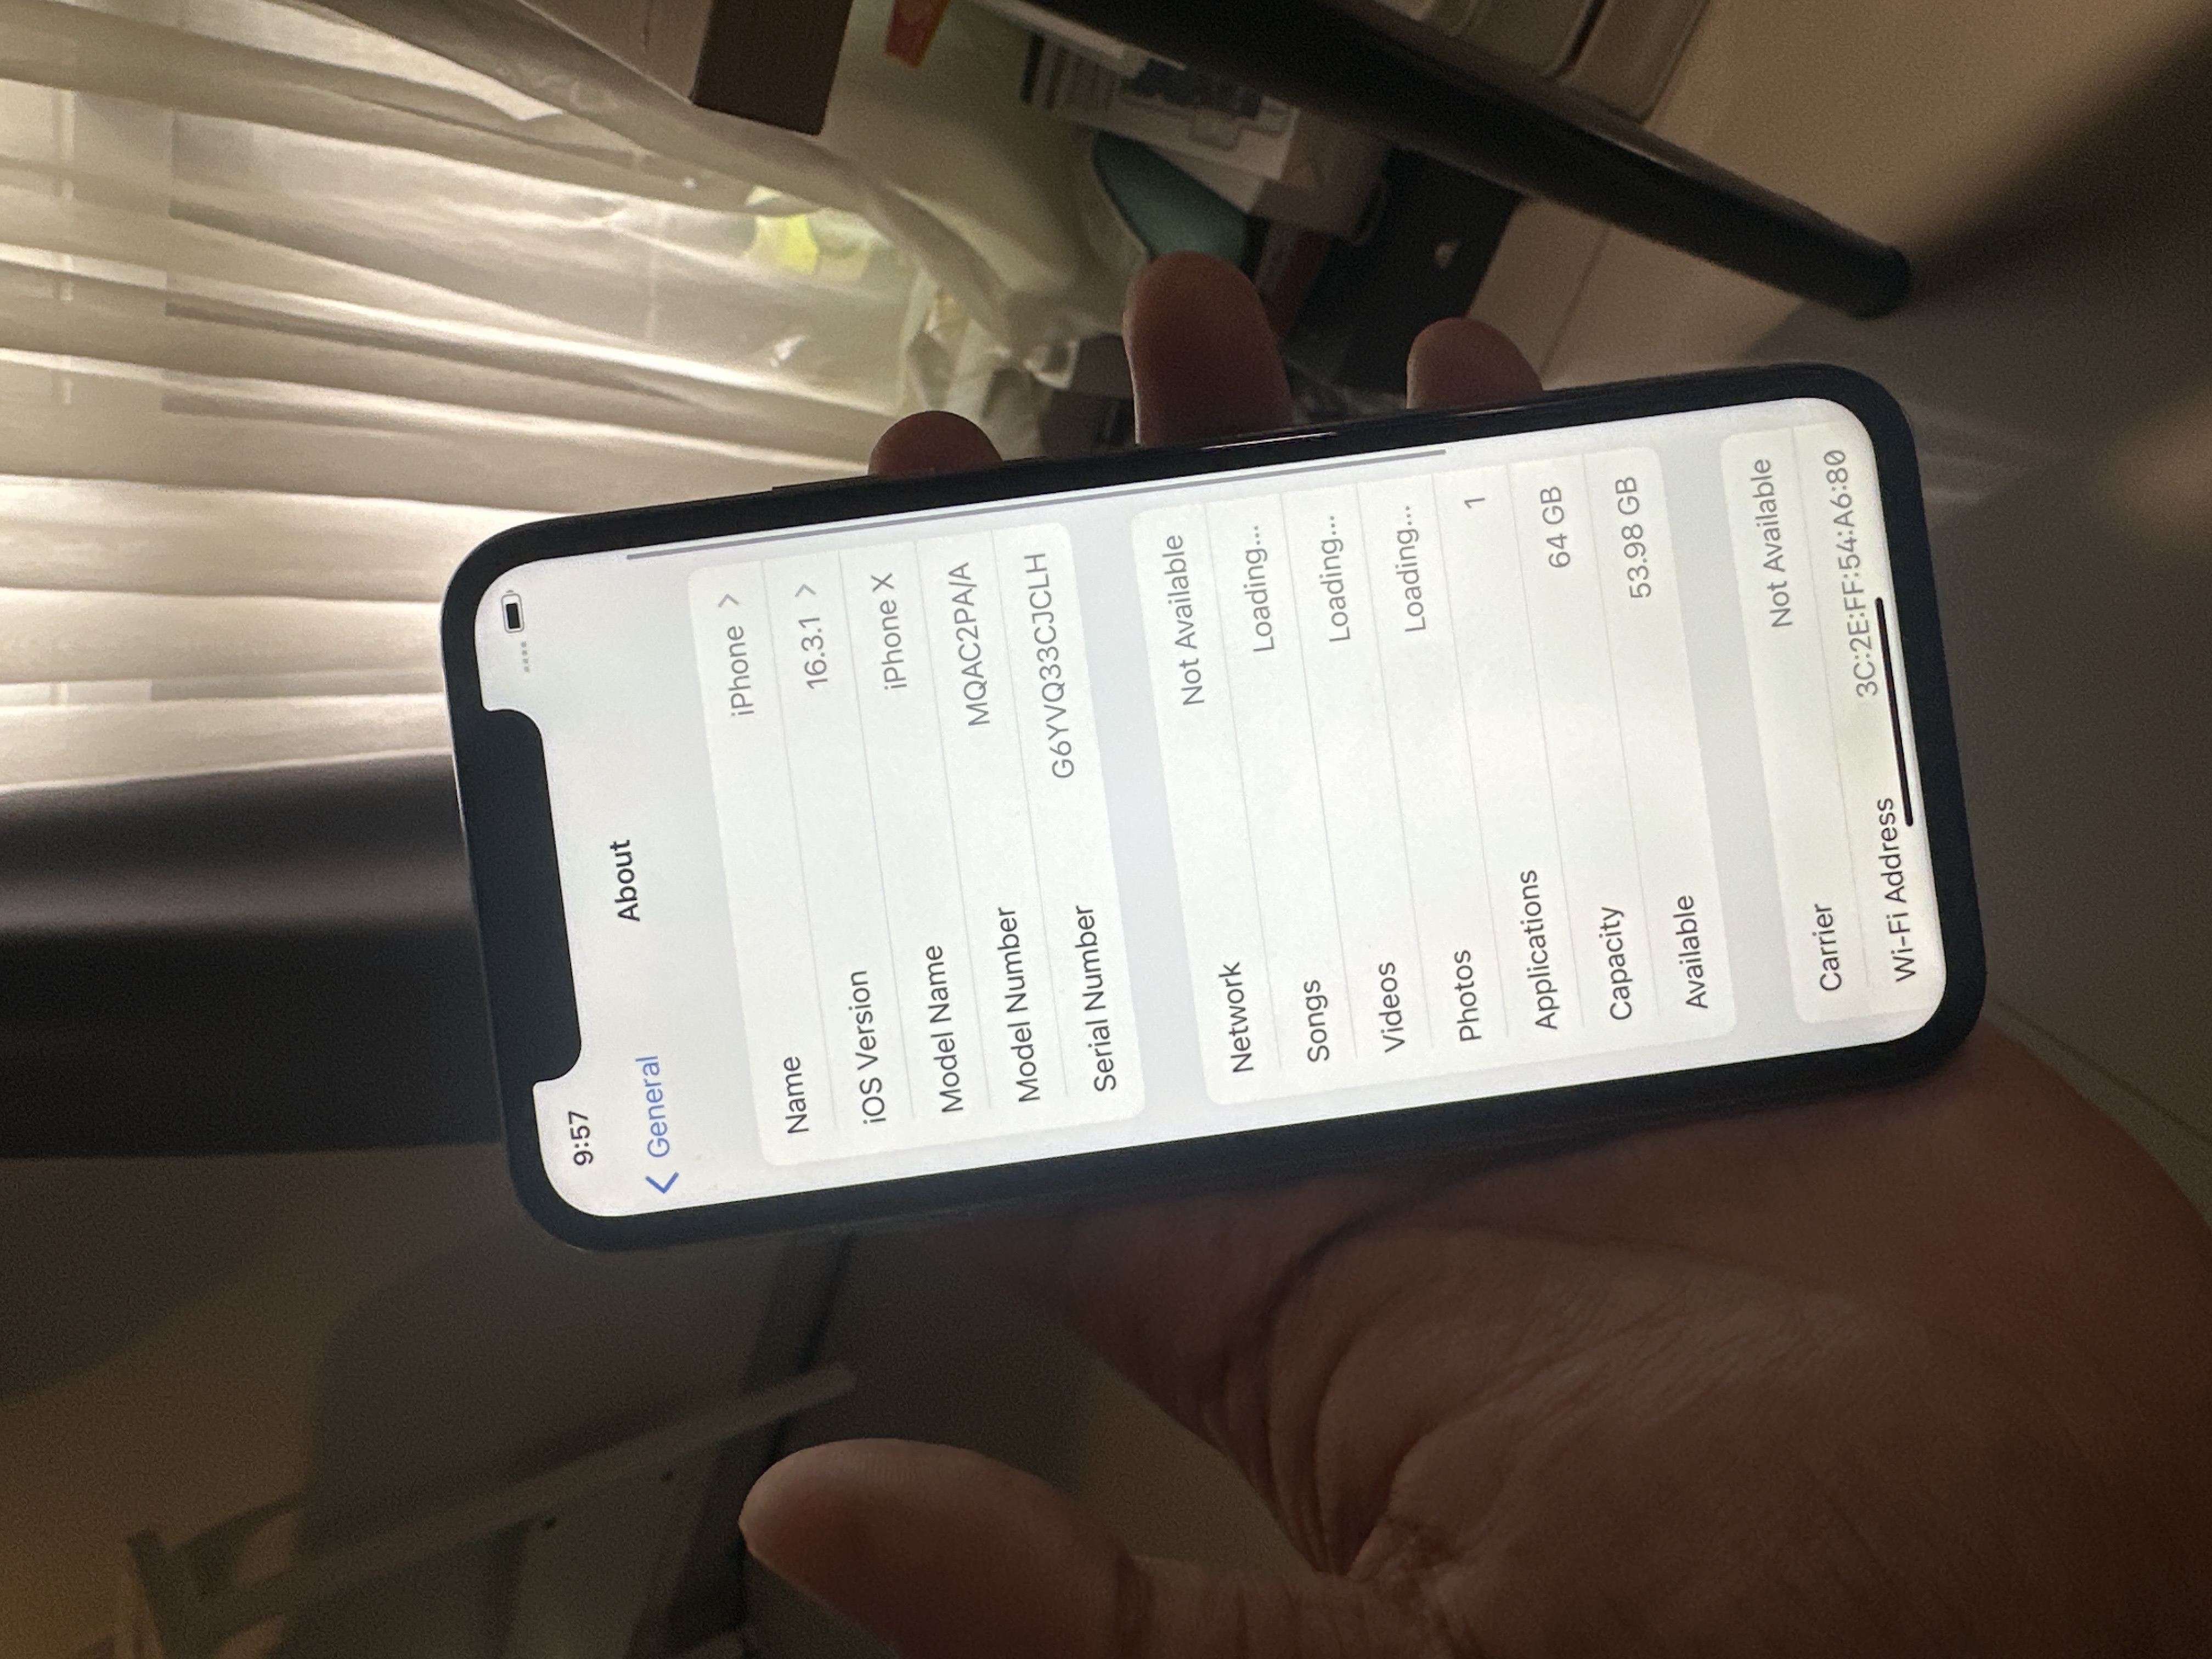 9:57
General
About
Name iPhone
iOS Version 16.3.1
Model Name iPhone X
Model Number MQAC2PA/A
Serial Number G6YVQ33CJCLH
Network Not Available
Songs Loading...
Videos Loading...
Photos Loading...
Applications 1
Capacity 64 GB
Available 53.98 GB
Carrier Not Available
Wi-Fi Address 3C:2E:FF:54:A6:80